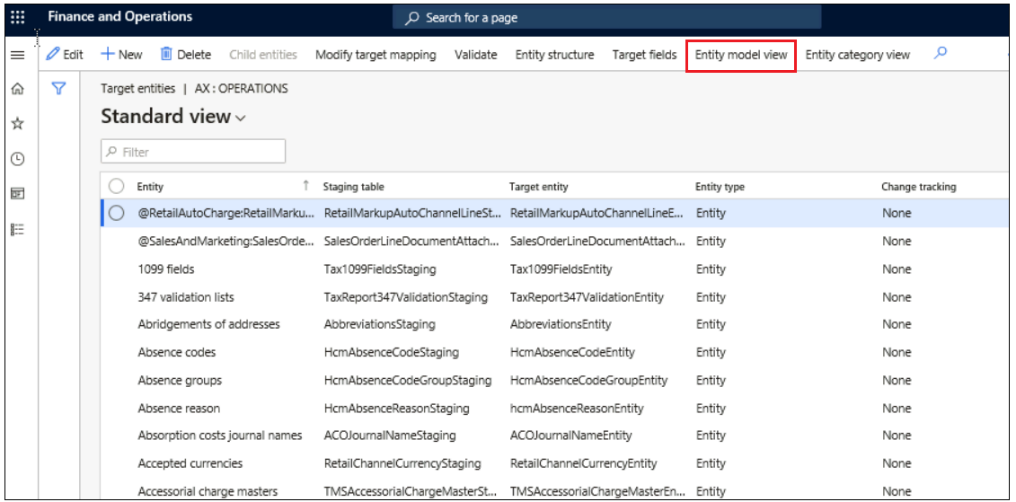 Finance and Operations Search for a page
Edit New Delete Child entities Modify target mapping Validate Entity structure Target fields Entity model view Entity category view
Target entities | AX : OPERATIONS
Standard view
Filter
Entity ↑ Staging table Target entity Entity type Change tracking
@RetailAutoCharge:RetailMarku... RetailMarkupAutoChannelLineSt... RetailMarkupAutoChannelLineE... Entity None
@SalesAndMarketing:SalesOrde... SalesOrderLineDocumentAttach... SalesOrderLineDocumentAttach... Entity None
1099 fields Tax1099FieldsStaging Tax1099FieldsEntity Entity None
347 validation lists TaxReport347ValidationStaging TaxReport347ValidationEntity Entity None
Abridgements of addresses AbbreviationsStaging AbbreviationsEntity Entity None
Absence codes HcmAbsenceCodeStaging HcmAbsenceCodeEntity Entity None
Absence groups HcmAbsenceCodeGroupStaging HcmAbsenceCodeGroupEntity Entity None
Absence reason HcmAbsenceReasonStaging hcmAbsenceReasonEntity Entity None
Absorption costs journal names ACOJournalNameStaging ACOJournalNameEntity Entity None
Accepted currencies RetailChannelCurrencyStaging RetailChannelCurrencyEntity Entity None
Accessorial charge masters TMSAccessorialChargeMasterSt... TMSAccessorialChargeMasterEn... Entity None